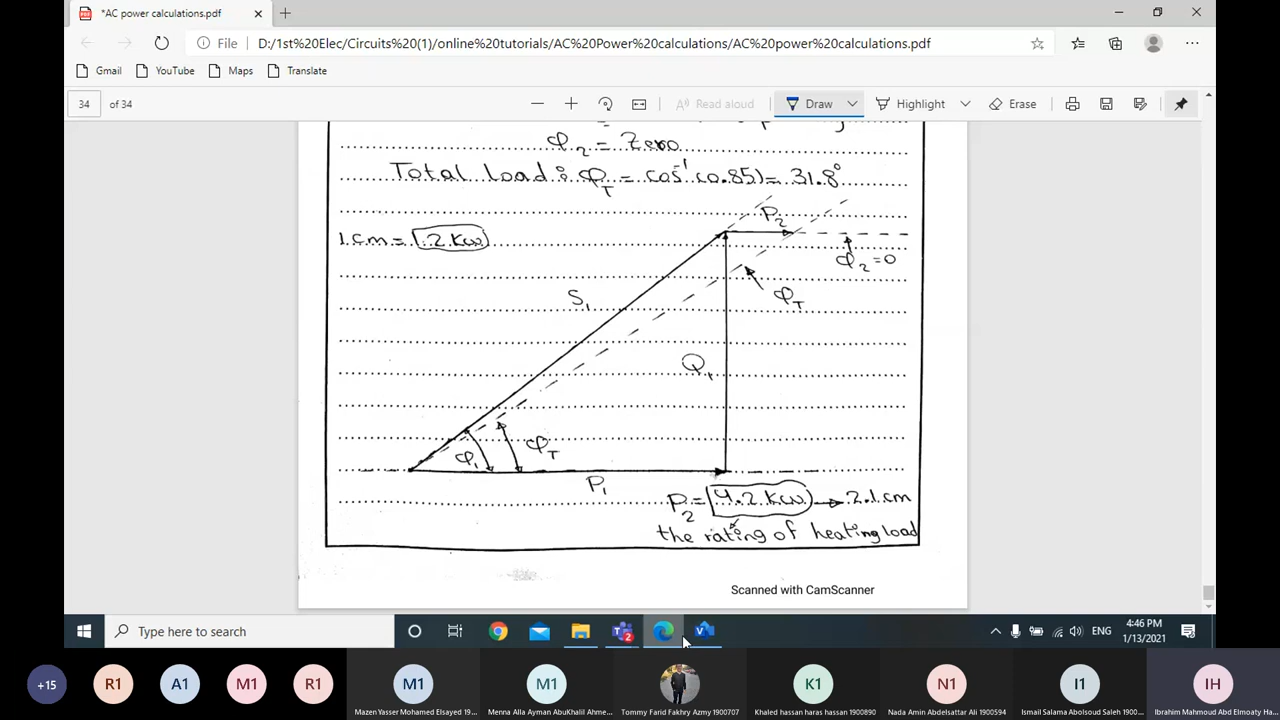 *AC power calculations.pdf
File
D:/1st%20Elec/Circuits%20(1)/online%20tutorials/AC%20Power%20calculations/AC%20power%20calculations.pdf
Gmail YouTube Maps Translate
34 of 34
Read aloud Draw Highlight Erase
φ2 = Zero
Total load : φT = cos⁻¹(0.85) = 31.8°
P2
1 cm = 2 kw
φ2 = 0
φT
S1
Q1
φT
φ1
P1
P2 = 4.2 kw → 2.1 cm
the rating of heating load
Scanned with CamScanner
Type here to search
ENG
4:46 PM
1/13/2021
+15 R1 A1 M1 R1 M1 M1 K1 N1 I1 IH
Mazen Yasser Mohamed Elsayed 19... Menna Alla Ayman AbuKhalil Ahme... Tommy Farid Fakhry Azmy 1900707 Khaled hassan haras hassan 1900890 Nada Amin Abdelsattar Ali 1900594 Ismail Salama Abolsoud Saleh 1900... Ibrahim Mahmoud Abd Elmoaty Ha...